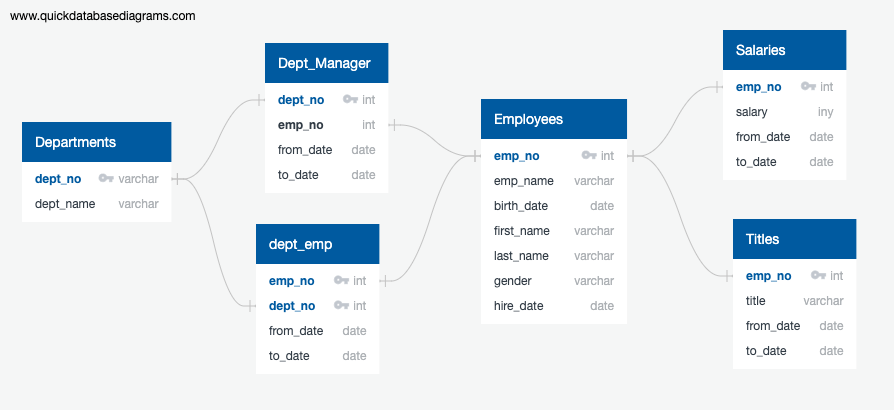 www.quickdatabasediagrams.com
Departments
dept_no varchar
dept_name varchar
Dept_Manager
dept_no int
emp_no int
from_date date
to_date date
dept_emp
emp_no int
dept_no int
from_date date
to_date date
Employees
emp_no int
emp_name varchar
birth_date date
first_name varchar
last_name varchar
gender varchar
hire_date date
Salaries
emp_no int
salary iny
from_date date
to_date date
Titles
emp_no int
title varchar
from_date date
to_date date